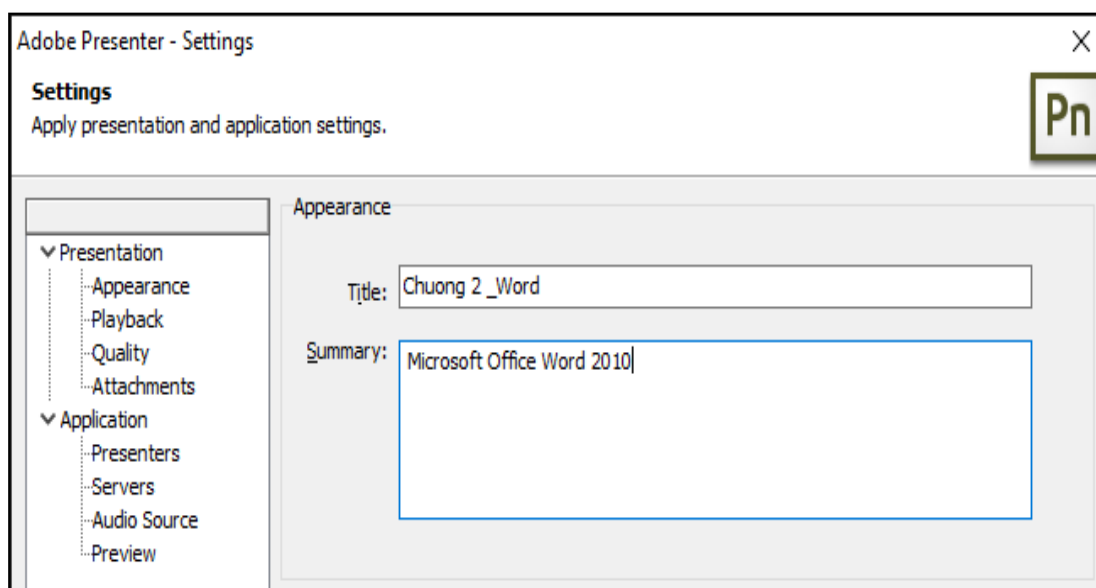 Adobe Presenter - Settings
Settings
Apply presentation and application settings.
Pn
Presentation
Appearance
Playback
Quality
Attachments
Application
Presenters
Servers
Audio Source
Preview
Appearance
Title: Chuong 2 _Word
Summary: Microsoft Office Word 2010